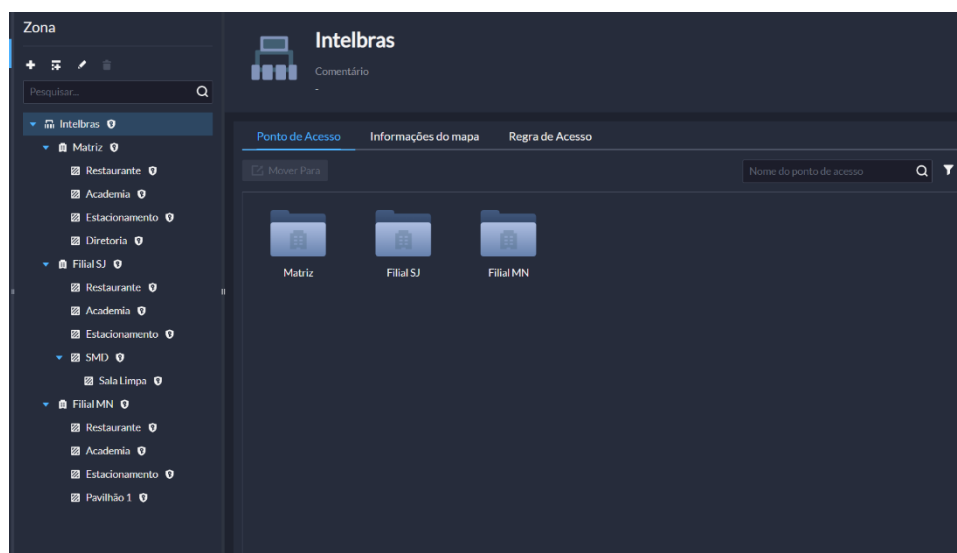 Zona
Pesquisar...
Intelbras
Matriz
Restaurante
Academia
Estacionamento
Diretoria
Filial SJ
Restaurante
Academia
Estacionamento
SMD
Sala Limpa
Filial MN
Restaurante
Academia
Estacionamento
Pavilhão 1
Intelbras
Comentário
-
Ponto de Acesso Informações do mapa Regra de Acesso
Mover Para Nome do ponto de acesso
Matriz Filial SJ Filial MN